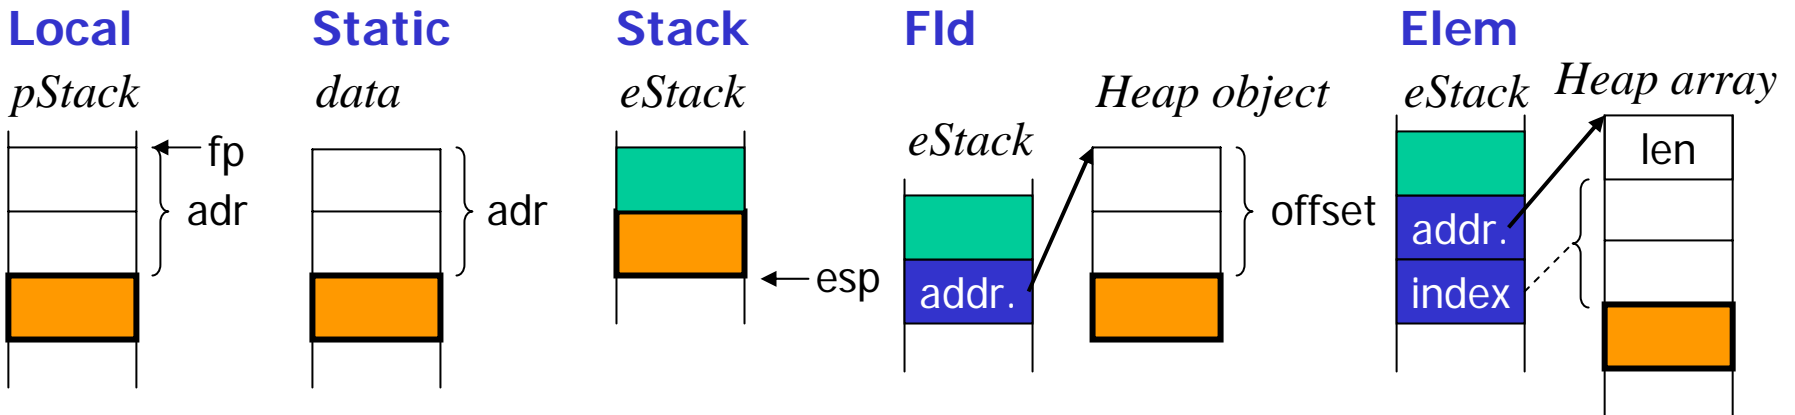 Local
pStack
fp
adr
Static
data
adr
Stack
eStack
esp
Fld
eStack
addr.
Heap object
offset
Elem
eStack
addr.
index
Heap array
len